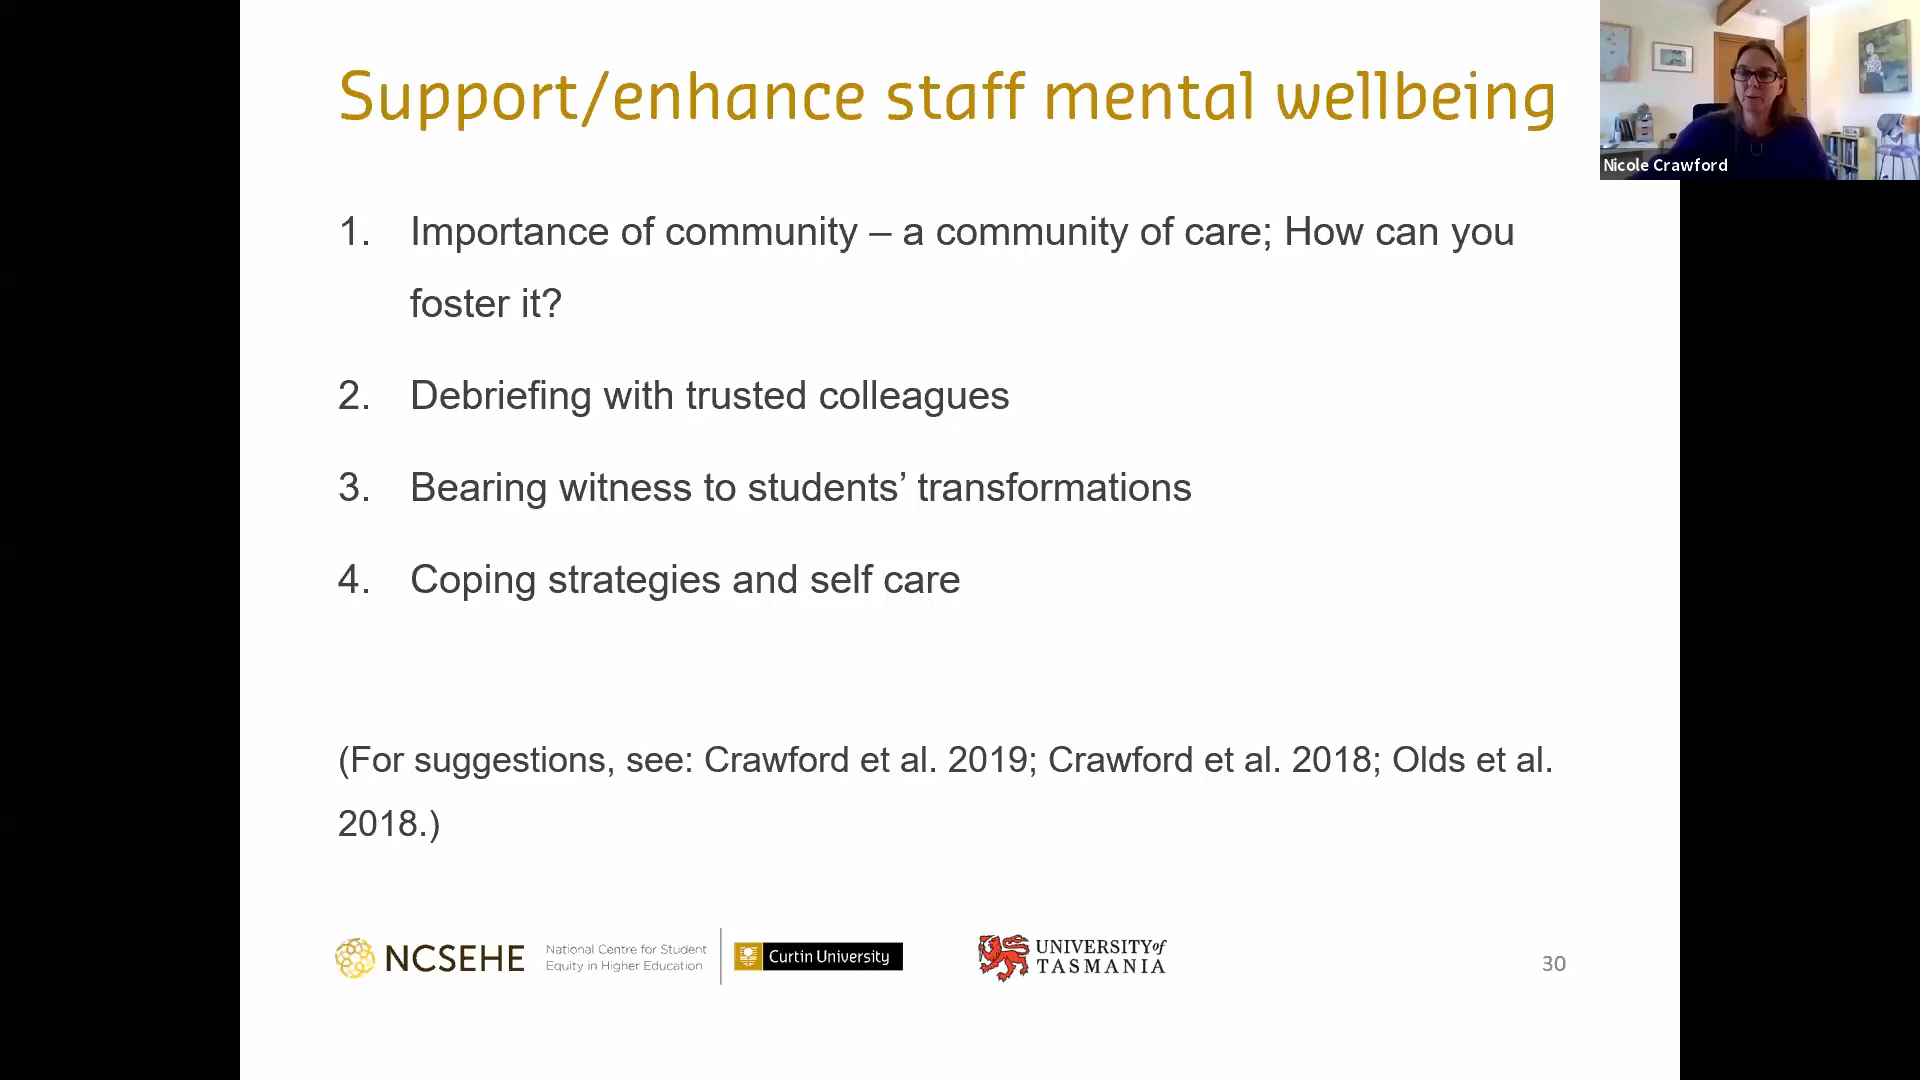 Support/enhance staff mental wellbeing
Nicole Crawford
1. Importance of community – a community of care; How can you
foster it?
2. Debriefing with trusted colleagues
3. Bearing witness to students’ transformations
4. Coping strategies and self care
(For suggestions, see: Crawford et al. 2019; Crawford et al. 2018; Olds et al.
2018.)
NCSEHE
National Centre for Student
Equity in Higher Education
Curtin University
UNIVERSITY of
TASMANIA
30